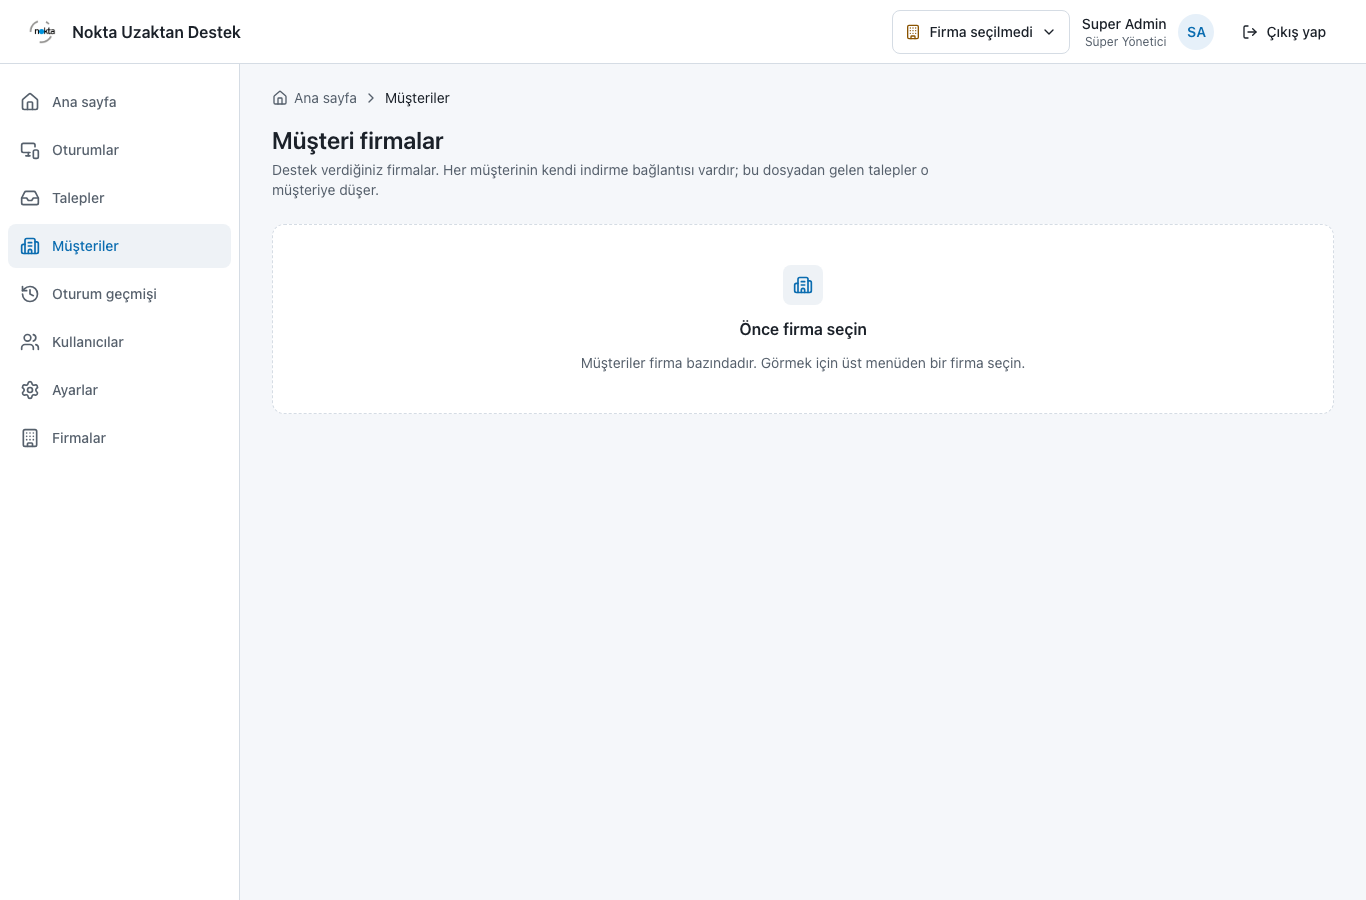 nokta
Nokta Uzaktan Destek
Firma seçilmedi
Super Admin
Süper Yönetici
SA
Çıkış yap
Ana sayfa
Oturumlar
Talepler
Müşteriler
Oturum geçmişi
Kullanıcılar
Ayarlar
Firmalar
Ana sayfa
Müşteriler
Müşteri firmalar
Destek verdiğiniz firmalar. Her müşterinin kendi indirme bağlantısı vardır; bu dosyadan gelen talepler o
müşteriye düşer.
Önce firma seçin
Müşteriler firma bazındadır. Görmek için üst menüden bir firma seçin.